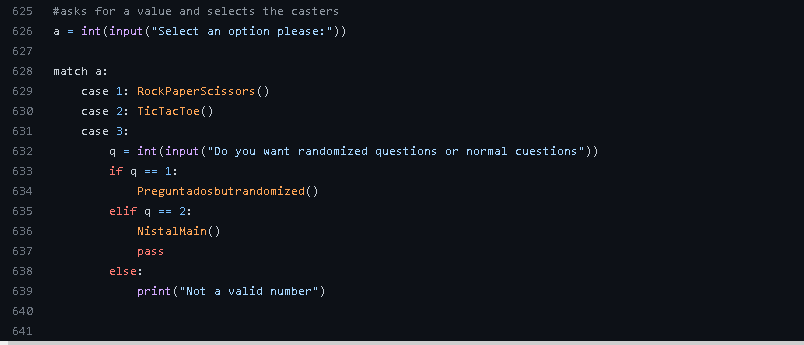 625 #asks for a value and selects the casters
626 a = int(input("Select an option please:"))
627
628 match a:
629     case 1: RockPaperScissors()
630     case 2: TicTacToe()
631     case 3:
632         q = int(input("Do you want randomized questions or normal cuestions"))
633         if q == 1:
634             Preguntadosbutrandomized()
635         elif q == 2:
636             NistalMain()
637             pass
638         else:
639             print("Not a valid number")
640
641